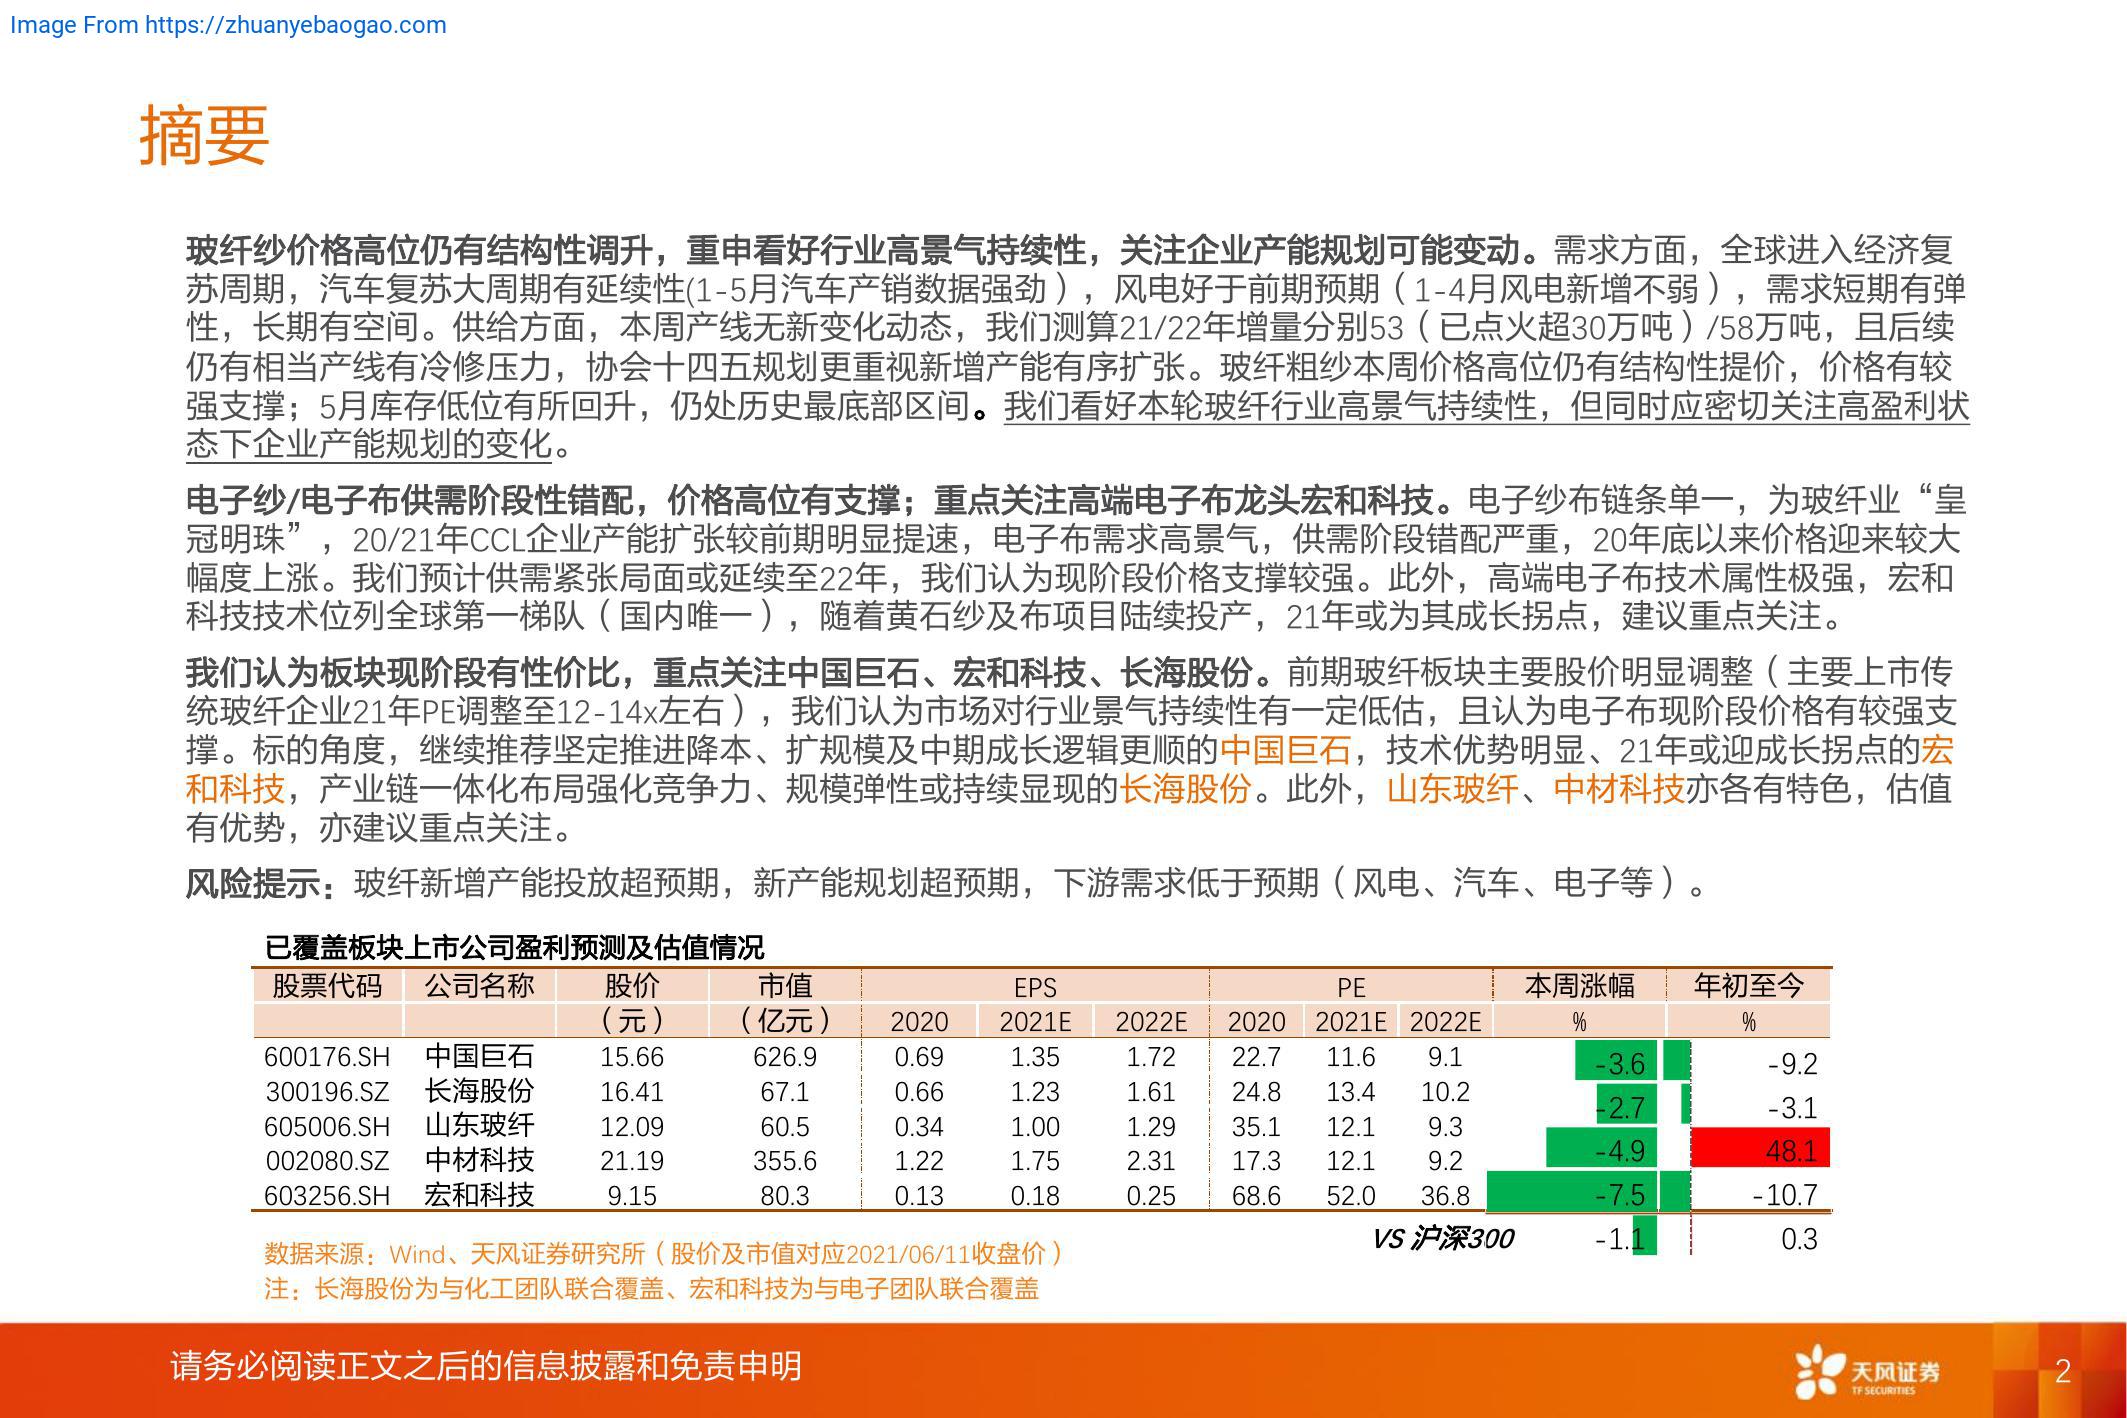 Image From https://zhuanyebaogao.com
摘要
玻纤纱价格高位仍有结构性调升，重申看好行业高景气持续性，关注企业产能规划可能变动。需求方面，全球进入经济复
苏周期，汽车复苏大周期有延续性(1-5月汽车产销数据强劲），风电好于前期预期（1-4月风电新增不弱），需求短期有弹
性，长期有空间。供给方面，本周产线无新变化动态，我们测算21/22年增量分别53（已点火超30万吨）/58万吨，且后续
仍有相当产线有冷修压力，协会十四五规划更重视新增产能有序扩张。玻纤粗纱本周价格高位仍有结构性提价，价格有较
强支撑；5月库存低位有所回升，仍处历史最底部区间。我们看好本轮玻纤行业高景气持续性，但同时应密切关注高盈利状
态下企业产能规划的变化。
电子纱/电子布供需阶段性错配，价格高位有支撑；重点关注高端电子布龙头宏和科技。电子纱布链条单一，为玻纤业“皇
冠明珠”，20/21年CCL企业产能扩张较前期明显提速，电子布需求高景气，供需阶段错配严重，20年底以来价格迎来较大
幅度上涨。我们预计供需紧张局面或延续至22年，我们认为现阶段价格支撑较强。此外，高端电子布技术属性极强，宏和
科技技术位列全球第一梯队（国内唯一），随着黄石纱及布项目陆续投产，21年或为其成长拐点，建议重点关注。
我们认为板块现阶段有性价比，重点关注中国巨石、宏和科技、长海股份。前期玻纤板块主要股价明显调整（主要上市传
统玻纤企业21年PE调整至12-14x左右），我们认为市场对行业景气持续性有一定低估，且认为电子布现阶段价格有较强支
撑。标的角度，继续推荐坚定推进降本、扩规模及中期成长逻辑更顺的中国巨石，技术优势明显、21年或迎成长拐点的宏
和科技，产业链一体化布局强化竞争力、规模弹性或持续显现的长海股份。此外，山东玻纤、中材科技亦各有特色，估值
有优势，亦建议重点关注。
风险提示：玻纤新增产能投放超预期，新产能规划超预期，下游需求低于预期（风电、汽车、电子等）。
已覆盖板块上市公司盈利预测及估值情况
股票代码 公司名称 股价 市值 EPS PE 本周涨幅 年初至今
（元） （亿元） 2020 2021E 2022E 2020 2021E 2022E % %
600176.SH 中国巨石 15.66 626.9 0.69 1.35 1.72 22.7 11.6 9.1 -3.6 -9.2
300196.SZ 长海股份 16.41 67.1 0.66 1.23 1.61 24.8 13.4 10.2 -2.7 -3.1
605006.SH 山东玻纤 12.09 60.5 0.34 1.00 1.29 35.1 12.1 9.3 -4.9 48.1
002080.SZ 中材科技 21.19 355.6 1.22 1.75 2.31 17.3 12.1 9.2 -7.5 -10.7
603256.SH 宏和科技 9.15 80.3 0.13 0.18 0.25 68.6 52.0 36.8
VS 沪深300 -1.1 0.3
数据来源：Wind、天风证券研究所（股价及市值对应2021/06/11收盘价）
注：长海股份为与化工团队联合覆盖、宏和科技为与电子团队联合覆盖
请务必阅读正文之后的信息披露和免责申明
天风证券
TF SECURITIES
2